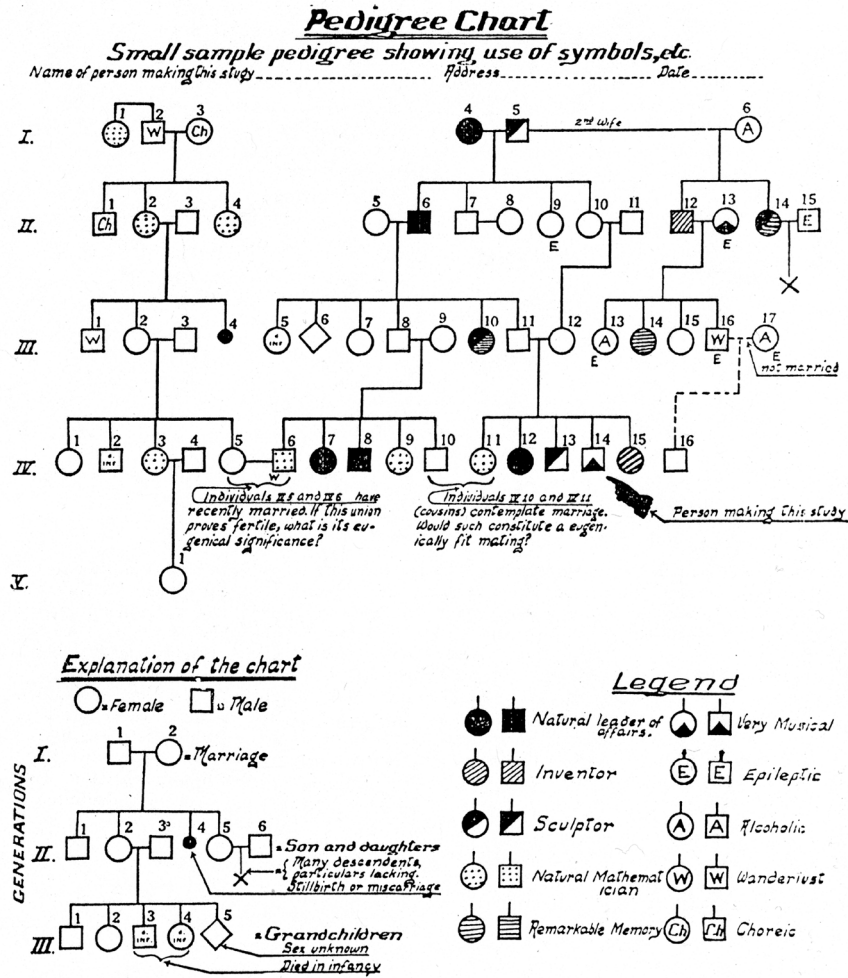 Pedigree Chart
Small sample pedigree showing use of symbols, etc.
Name of person making this study Address Date
I. 1 2 3 4 5 6
W Ch 2nd wife A
II. 1 2 3 4 5 6 7 8 9 10 11 12 13 14 15
Ch E E E
III. 1 2 3 4 5 6 7 8 9 10 11 12 13 14 15 16 17
W INF. A W A
E E E
not married
IV. 1 2 3 4 5 6 7 8 9 10 11 12 13 14 15 16
INF. W
Individuals IV 5 and IV 6 have
recently married. If this union
proves fertile, what is its eu-
genical significance?
Individuals IV 10 and IV 11
(cousins) contemplate marriage.
Would such constitute a eugen-
ically fit mating?
Person making this study
V. 1
Explanation of the chart
=Female = Male
GENERATIONS
I. 1 2
=Marriage
II. 1 2 3 4 5 6
=Son and daughters
={Many descendents,
particulars lacking.
Stillbirth or miscarriage
III. 1 2 3 4 5
INF. INF.
=Grandchildren
Sex unknown
Died in infancy
Legend
Natural leader of
affairs.
Very Musical
Inventor
E E Epileptic
Sculptor
A A Alcoholic
Natural Mathemat
ician
W W Wanderlust
Remarkable Memory
Ch Ch Choreic